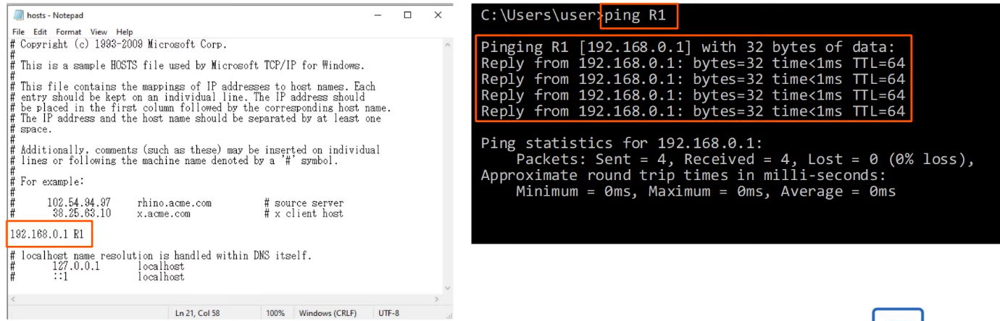 hosts - Notepad
File Edit Format View Help
# Copyright (c) 1993-2009 Microsoft Corp.
#
# This is a sample HOSTS file used by Microsoft TCP/IP for Windows.
#
# This file contains the mappings of IP addresses to host names. Each
# entry should be kept on an individual line. The IP address should
# be placed in the first column followed by the corresponding host name.
# The IP address and the host name should be separated by at least one
# space.
#
# Additionally, comments (such as these) may be inserted on individual
# lines or following the machine name denoted by a '#' symbol.
#
# For example:
#
# 102.54.94.97 rhino.acme.com # source server
# 38.25.63.10 x.acme.com # x client host
192.168.0.1 R1
# localhost name resolution is handled within DNS itself.
# 127.0.0.1 localhost
# ::1 localhost
Ln 21, Col 58 100% Windows (CRLF) UTF-8
C:\Users\user>ping R1
Pinging R1 [192.168.0.1] with 32 bytes of data:
Reply from 192.168.0.1: bytes=32 time<1ms TTL=64
Reply from 192.168.0.1: bytes=32 time<1ms TTL=64
Reply from 192.168.0.1: bytes=32 time<1ms TTL=64
Reply from 192.168.0.1: bytes=32 time<1ms TTL=64
Ping statistics for 192.168.0.1:
Packets: Sent = 4, Received = 4, Lost = 0 (0% loss),
Approximate round trip times in milli-seconds:
Minimum = 0ms, Maximum = 0ms, Average = 0ms